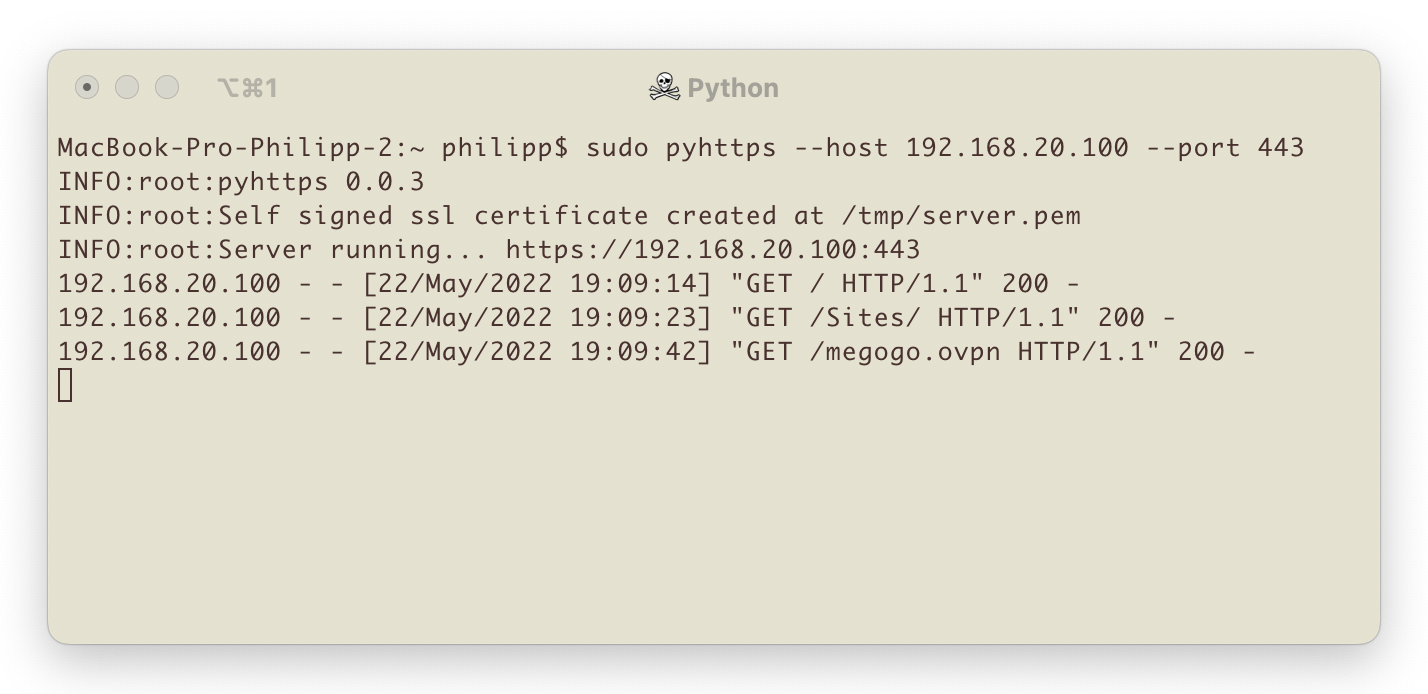 ⌥⌘1
Python
MacBook-Pro-Philipp-2:~ philipp$ sudo pyhttps --host 192.168.20.100 --port 443
INFO:root:pyhttps 0.0.3
INFO:root:Self signed ssl certificate created at /tmp/server.pem
INFO:root:Server running... https://192.168.20.100:443
192.168.20.100 - - [22/May/2022 19:09:14] "GET / HTTP/1.1" 200 -
192.168.20.100 - - [22/May/2022 19:09:23] "GET /Sites/ HTTP/1.1" 200 -
192.168.20.100 - - [22/May/2022 19:09:42] "GET /megogo.ovpn HTTP/1.1" 200 -